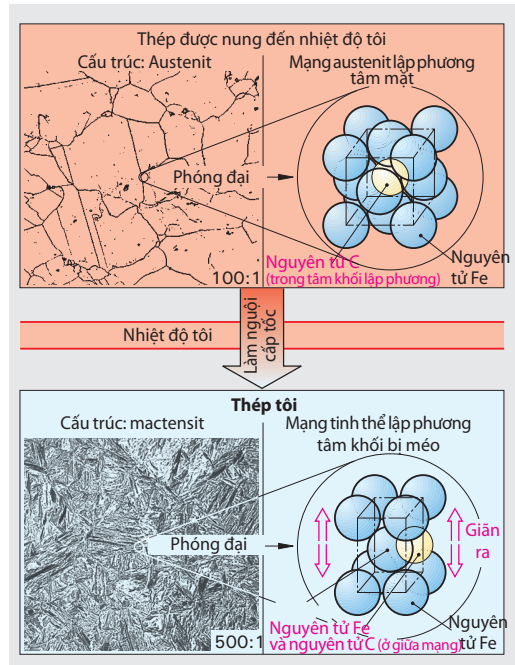 Thép được nung đến nhiệt độ tôi
Cấu trúc: Austenit
Mạng austenit lập phương
tâm mặt
Phóng đại
Nguyên tử C
(trong tâm khối lập phương)
Nguyên
tử Fe
100:1
Làm nguội
cấp tốc
Nhiệt độ tôi
Thép tôi
Cấu trúc: mactensit
Mạng tinh thể lập phương
tâm khối bị méo
Phóng đại
Giãn
ra
Nguyên tử Fe
và nguyên tử C (ở giữa mạng)
Nguyên
tử Fe
500:1